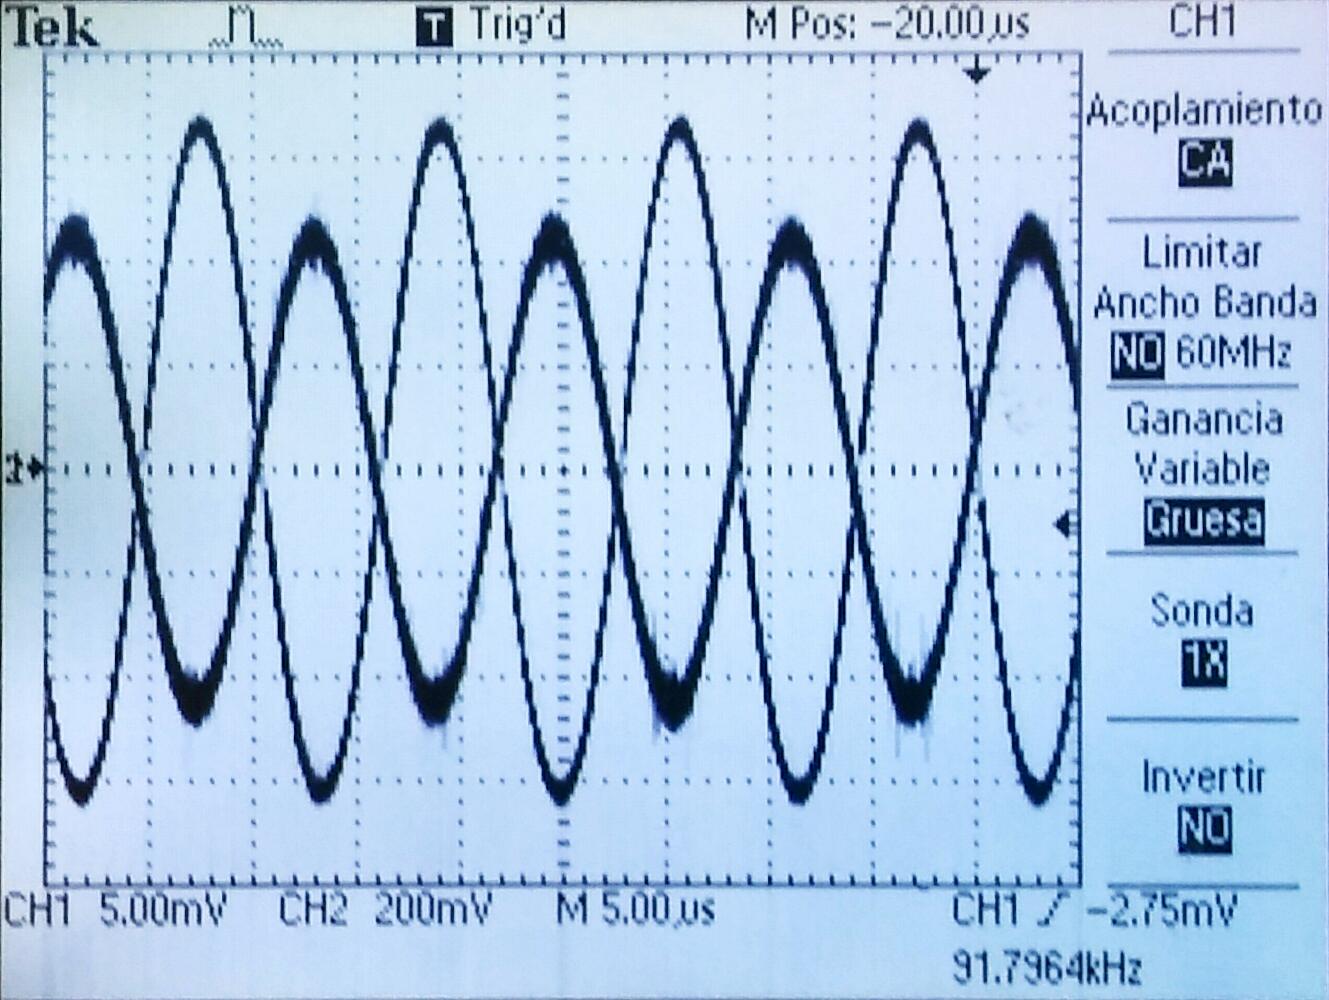 Tek T Trig'd M Pos: -20.00µs CH1
Acoplamiento
CA
Limitar
Ancho Banda
NO 60MHz
Ganancia
Variable
Gruesa
Sonda
1X
Invertir
NO
CH1 5.00mV CH2 200mV M 5.00µs CH1 -2.75mV
91.7964kHz